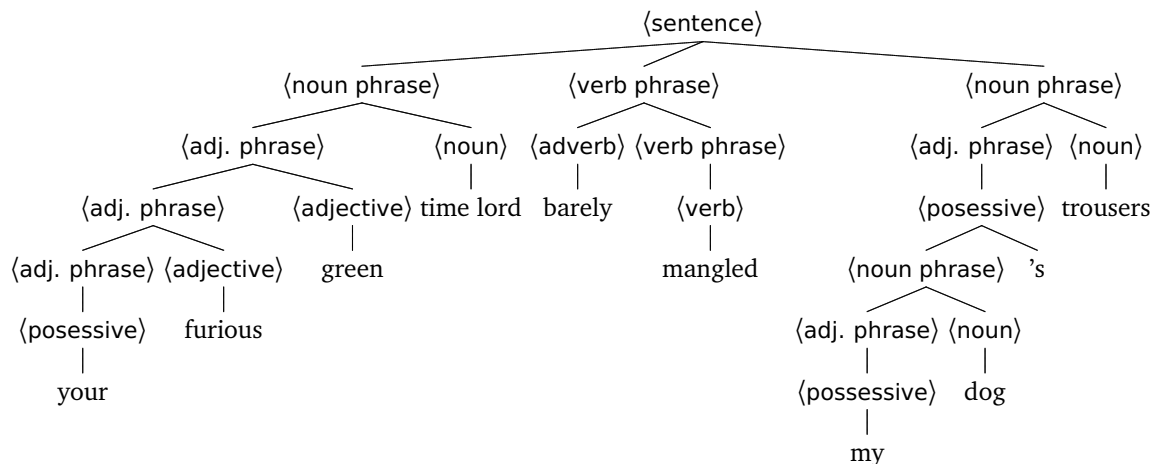 ⟨sentence⟩
⟨noun phrase⟩ ⟨verb phrase⟩ ⟨noun phrase⟩
⟨adj. phrase⟩ ⟨noun⟩ ⟨adverb⟩ ⟨verb phrase⟩ ⟨adj. phrase⟩ ⟨noun⟩
⟨adj. phrase⟩ ⟨adjective⟩ time lord barely ⟨verb⟩ ⟨posessive⟩ trousers
⟨adj. phrase⟩ ⟨adjective⟩ green mangled ⟨noun phrase⟩ ’s
⟨posessive⟩ furious ⟨adj. phrase⟩ ⟨noun⟩
your ⟨possessive⟩ dog
my